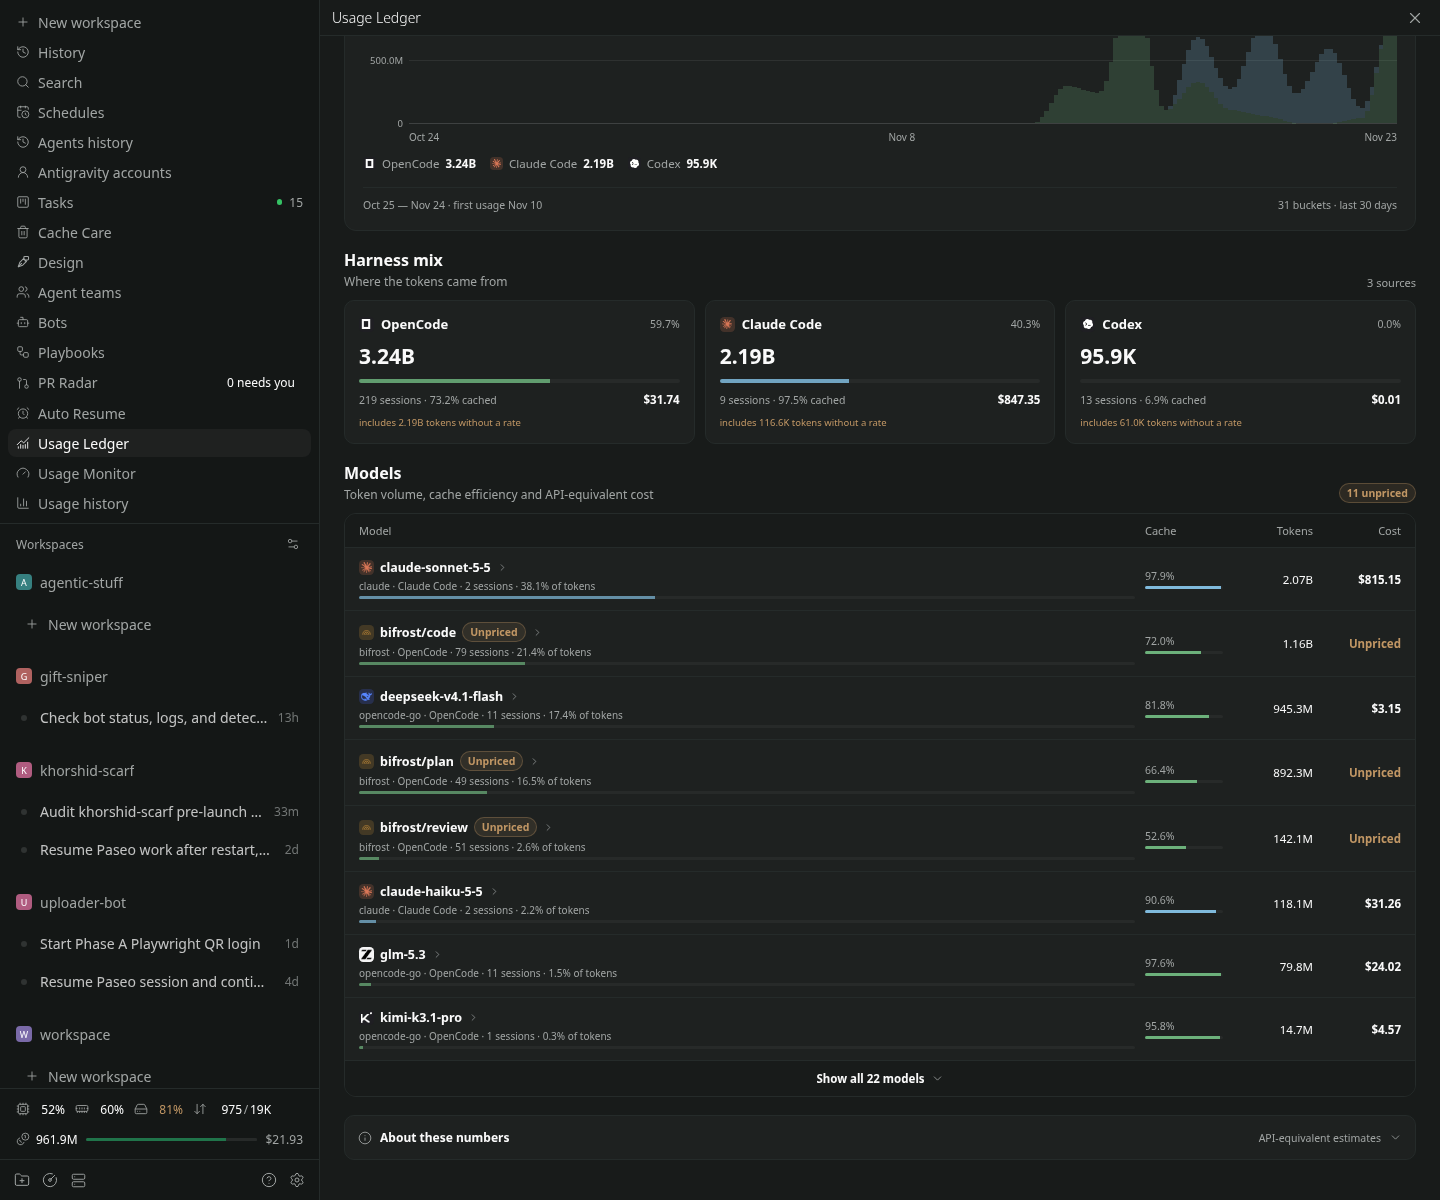 New workspace
History
Search
Schedules
Agents history
Antigravity accounts
Tasks 15
Cache Care
Design
Agent teams
Bots
Playbooks
PR Radar 0 needs you
Auto Resume
Usage Ledger
Usage Monitor
Usage history
Workspaces
A agentic-stuff
New workspace
G gift-sniper
Check bot status, logs, and detec... 13h
K khorshid-scarf
Audit khorshid-scarf pre-launch ... 33m
Resume Paseo work after restart,... 2d
U uploader-bot
Start Phase A Playwright QR login 1d
Resume Paseo session and conti... 4d
W workspace
New workspace
52% 60% 81% 975/19K
961.9M $21.93
Usage Ledger
500.0M
0
Oct 24 Nov 8 Nov 23
OpenCode 3.24B Claude Code 2.19B Codex 95.9K
Oct 25 — Nov 24 · first usage Nov 10 31 buckets · last 30 days
Harness mix
Where the tokens came from 3 sources
OpenCode 59.7%
3.24B
219 sessions · 73.2% cached $31.74
includes 2.19B tokens without a rate
Claude Code 40.3%
2.19B
9 sessions · 97.5% cached $847.35
includes 116.6K tokens without a rate
Codex 0.0%
95.9K
13 sessions · 6.9% cached $0.01
includes 61.0K tokens without a rate
Models
Token volume, cache efficiency and API-equivalent cost 11 unpriced
Model Cache Tokens Cost
claude-sonnet-5-5
claude · Claude Code · 2 sessions · 38.1% of tokens
97.9% 2.07B $815.15
bifrost/code Unpriced
bifrost · OpenCode · 79 sessions · 21.4% of tokens
72.0% 1.16B Unpriced
deepseek-v4.1-flash
opencode-go · OpenCode · 11 sessions · 17.4% of tokens
81.8% 945.3M $3.15
bifrost/plan Unpriced
bifrost · OpenCode · 49 sessions · 16.5% of tokens
66.4% 892.3M Unpriced
bifrost/review Unpriced
bifrost · OpenCode · 51 sessions · 2.6% of tokens
52.6% 142.1M Unpriced
claude-haiku-5-5
claude · Claude Code · 2 sessions · 2.2% of tokens
90.6% 118.1M $31.26
glm-5.3
opencode-go · OpenCode · 11 sessions · 1.5% of tokens
97.6% 79.8M $24.02
kimi-k3.1-pro
opencode-go · OpenCode · 1 sessions · 0.3% of tokens
95.8% 14.7M $4.57
Show all 22 models
About these numbers API-equivalent estimates